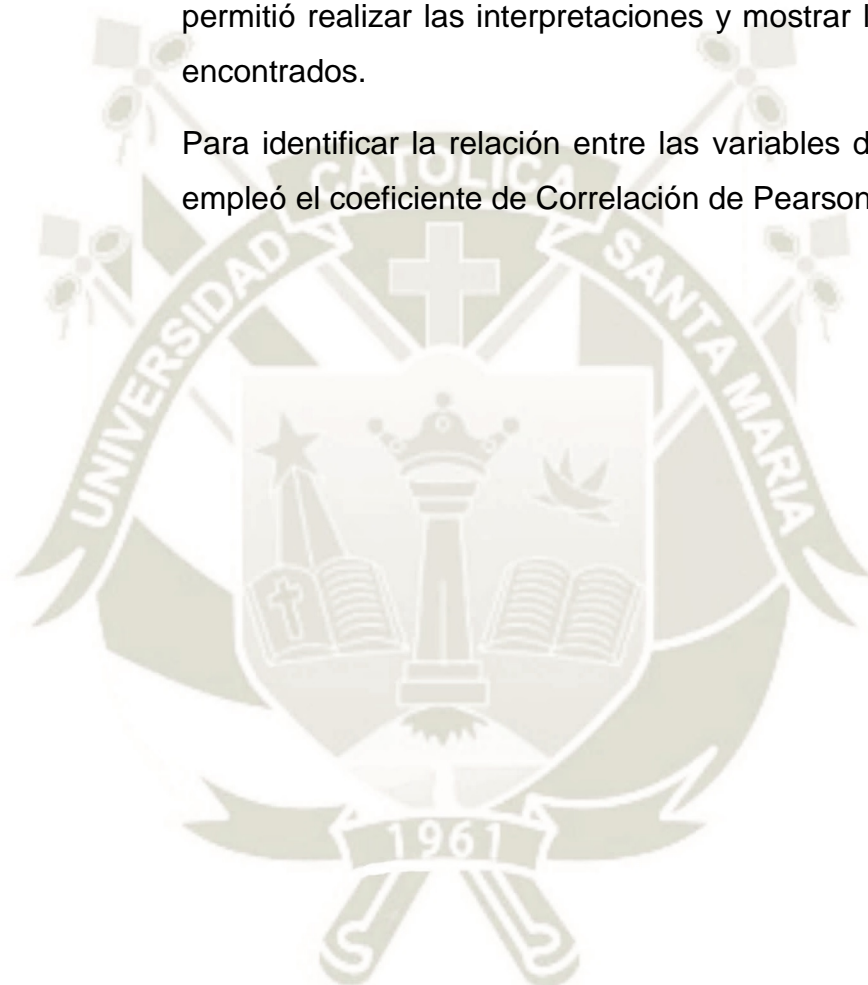 permitió realizar las interpretaciones y mostrar
encontrados.
Para identificar la relación entre las variables
empleó el coeficiente de Correlación de Pearson
CATOLICA
UNIVERSIDAD
SANTA MARIA
1961